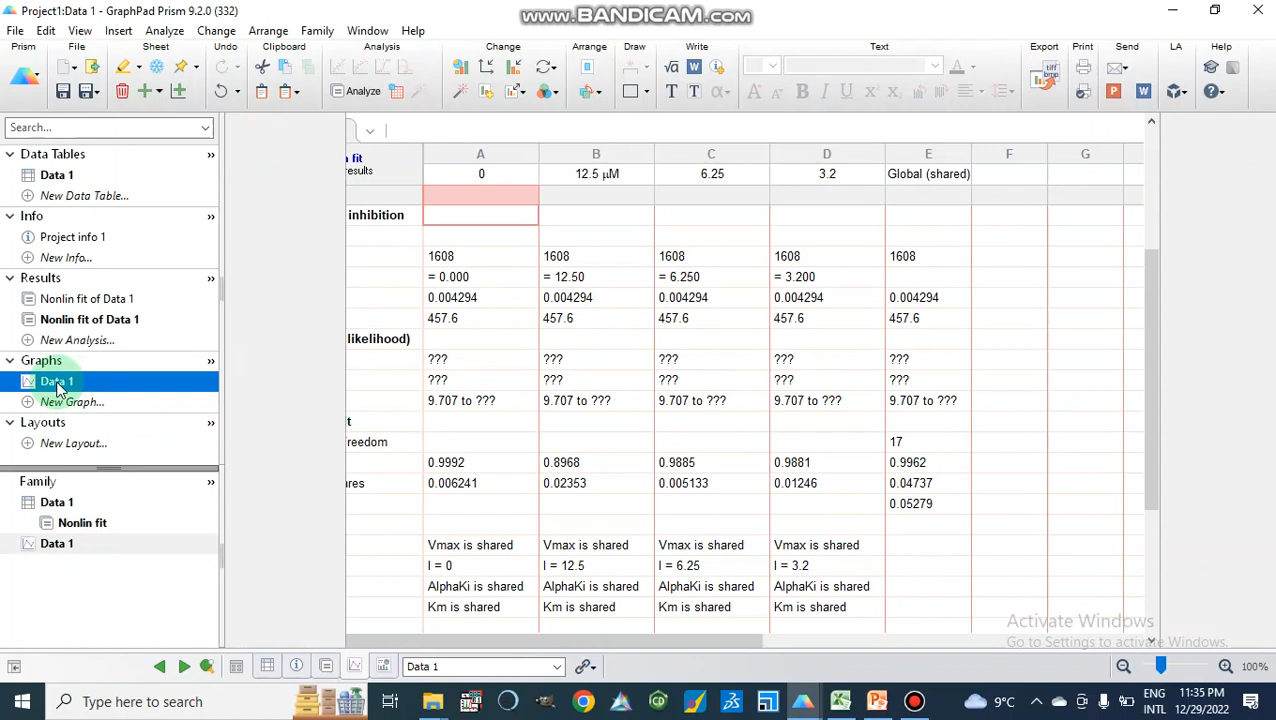 Project1:Data 1 - GraphPad Prism 9.2.0 (332)
www.BANDICAM.com
File Edit View Insert Analyze Change Arrange Family Window Help
Prism File Sheet Undo Clipboard Analysis Change Arrange Draw Write Text Export Print Send LA Help
Analyze
Search...
Data Tables
Data 1
New Data Table...
Info
Project info 1
New Info...
Results
Nonlin fit of Data 1
Nonlin fit of Data 1
New Analysis...
Graphs
Data 1
New Graph...
Layouts
New Layout...
Family
Data 1
Nonlin fit
Data 1
A B C D E F G
fit
results
0 12.5 µM 6.25 3.2 Global (shared)
inhibition
1608 1608 1608 1608 1608
= 0.000 = 12.50 = 6.250 = 3.200
0.004294 0.004294 0.004294 0.004294 0.004294
457.6 457.6 457.6 457.6 457.6
likelihood)
??? ??? ??? ??? ???
??? ??? ??? ??? ???
9.707 to ??? 9.707 to ??? 9.707 to ??? 9.707 to ??? 9.707 to ???
17
0.9992 0.8968 0.9885 0.9881 0.9962
0.006241 0.02353 0.005133 0.01246 0.04737
0.05279
Vmax is shared Vmax is shared Vmax is shared Vmax is shared
I = 0 I = 12.5 I = 6.25 I = 3.2
AlphaKi is shared AlphaKi is shared AlphaKi is shared AlphaKi is shared
Km is shared Km is shared Km is shared Km is shared
Activate Windows
Go to Settings to activate Windows.
Data 1
100%
Type here to search
9°C
ENG
INTL
11:35 PM
12/29/2022